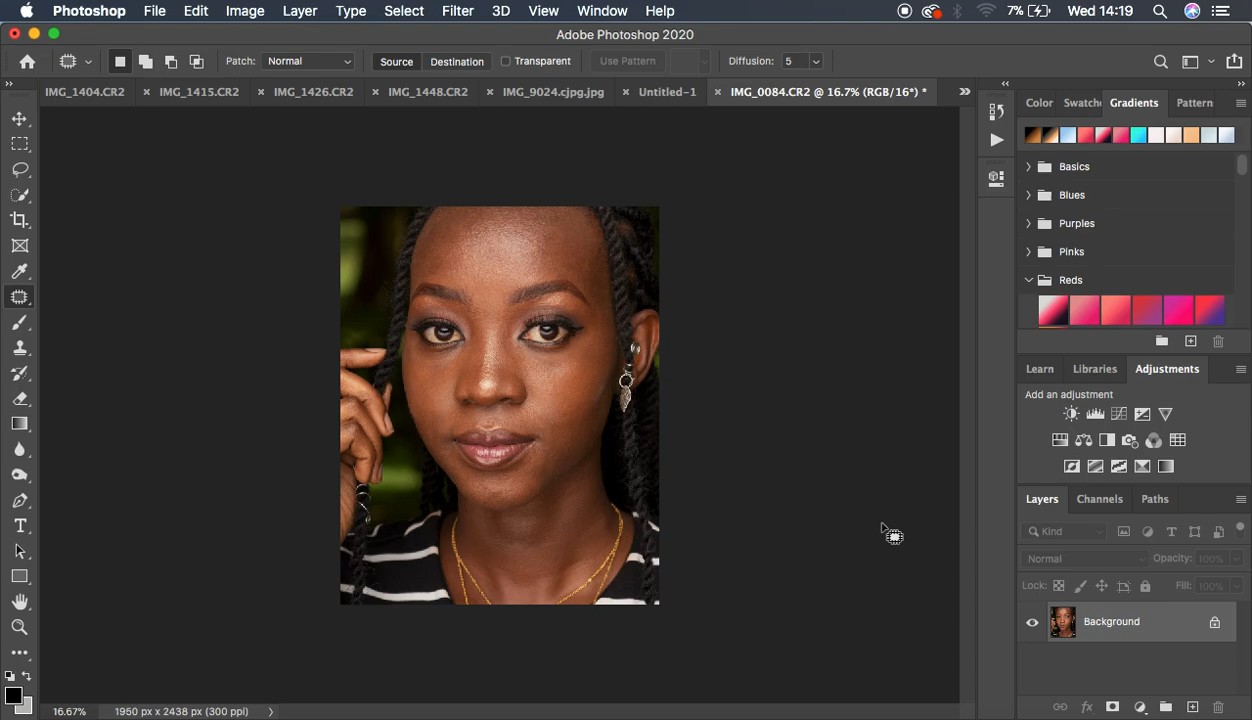 Photoshop File Edit Image Layer Type Select Filter 3D View Window Help 7% Wed 14:19
Adobe Photoshop 2020
Patch: Normal Source Destination Transparent Use Pattern Diffusion: 5
IMG_1404.CR2 IMG_1415.CR2 IMG_1426.CR2 IMG_1448.CR2 IMG_9024.cjpg.jpg Untitled-1 IMG_0084.CR2 @ 16.7% (RGB/16*) *
Color Swatche Gradients Pattern
Basics
Blues
Purples
Pinks
Reds
Learn Libraries Adjustments
Add an adjustment
Layers Channels Paths
Kind
Normal Opacity: 100%
Lock: Fill: 100%
Background
16.67% 1950 px x 2438 px (300 ppi)